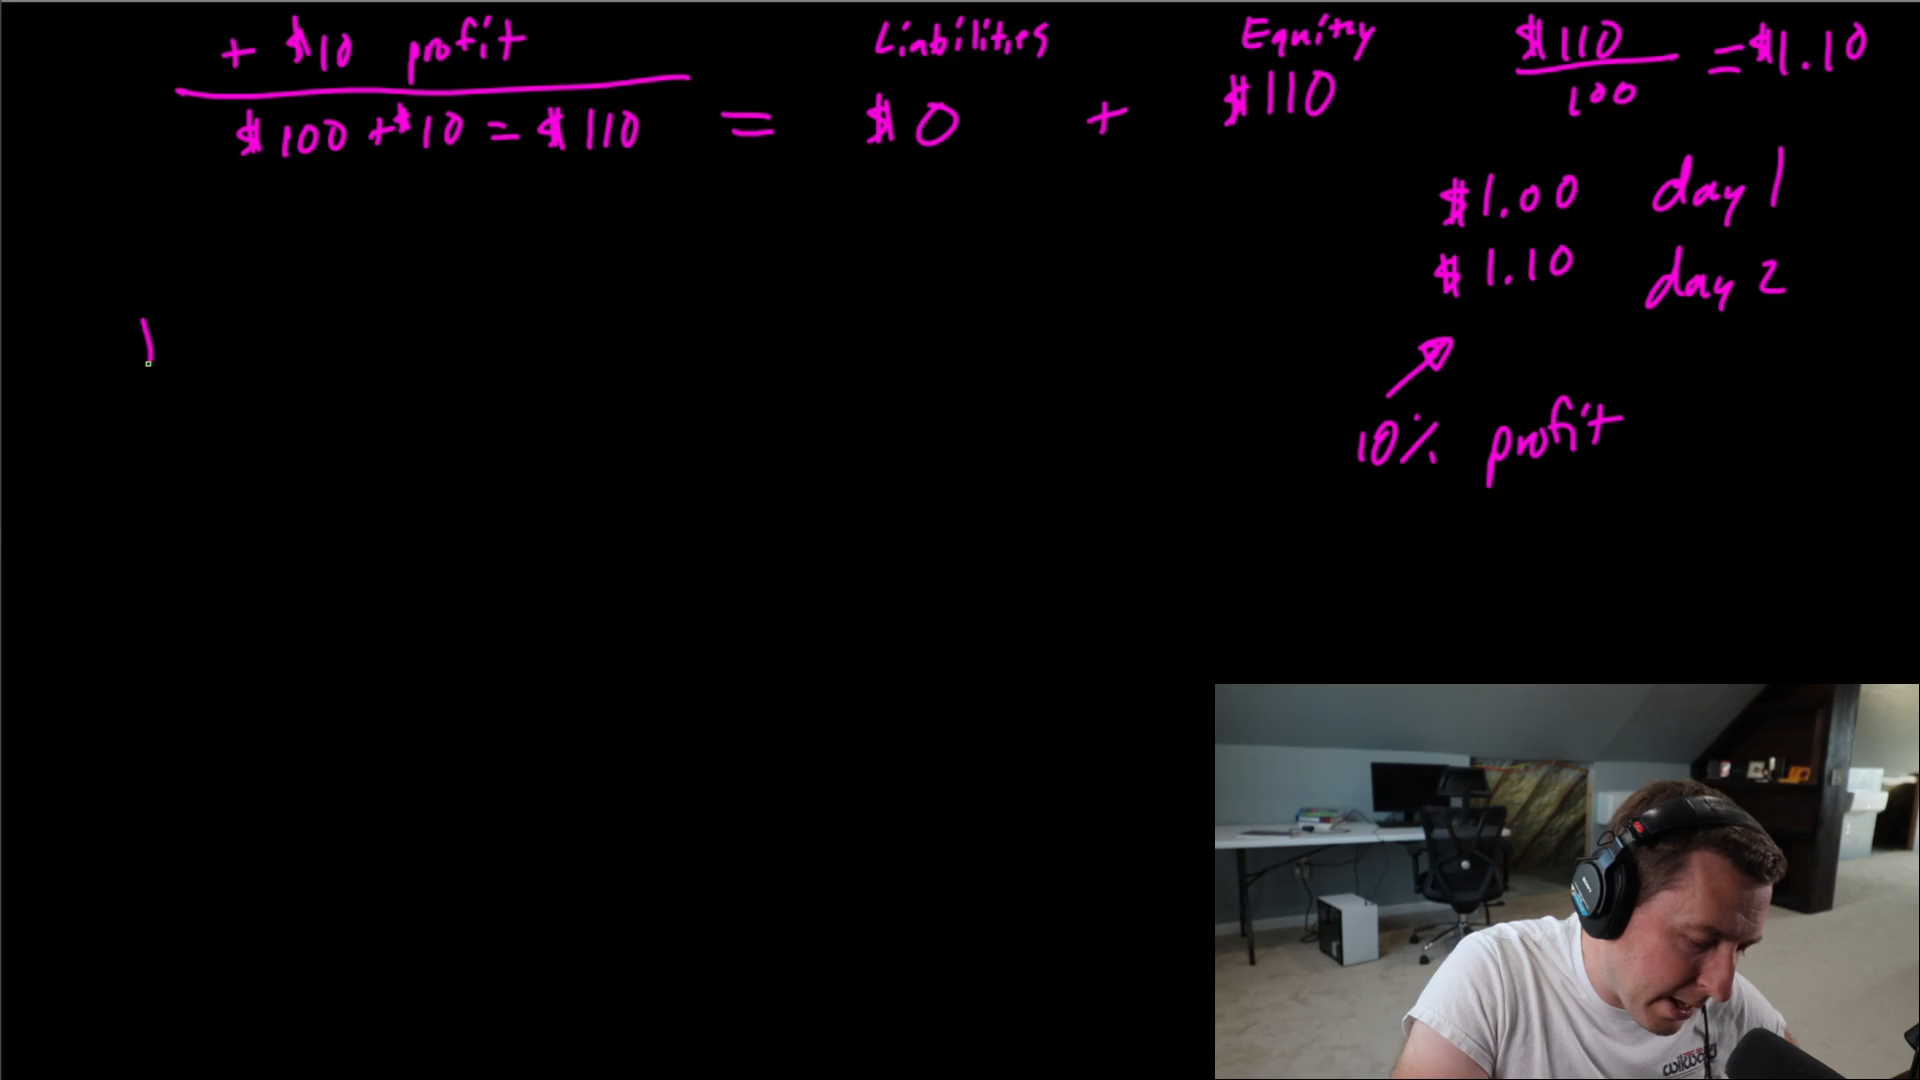 + $10 profit
$100 + $10 = $110 = $0 + $110
Liabilities
Equity
$110
100
= $1.10
$1.00 day 1
$1.10 day 2
10% profit
SONY